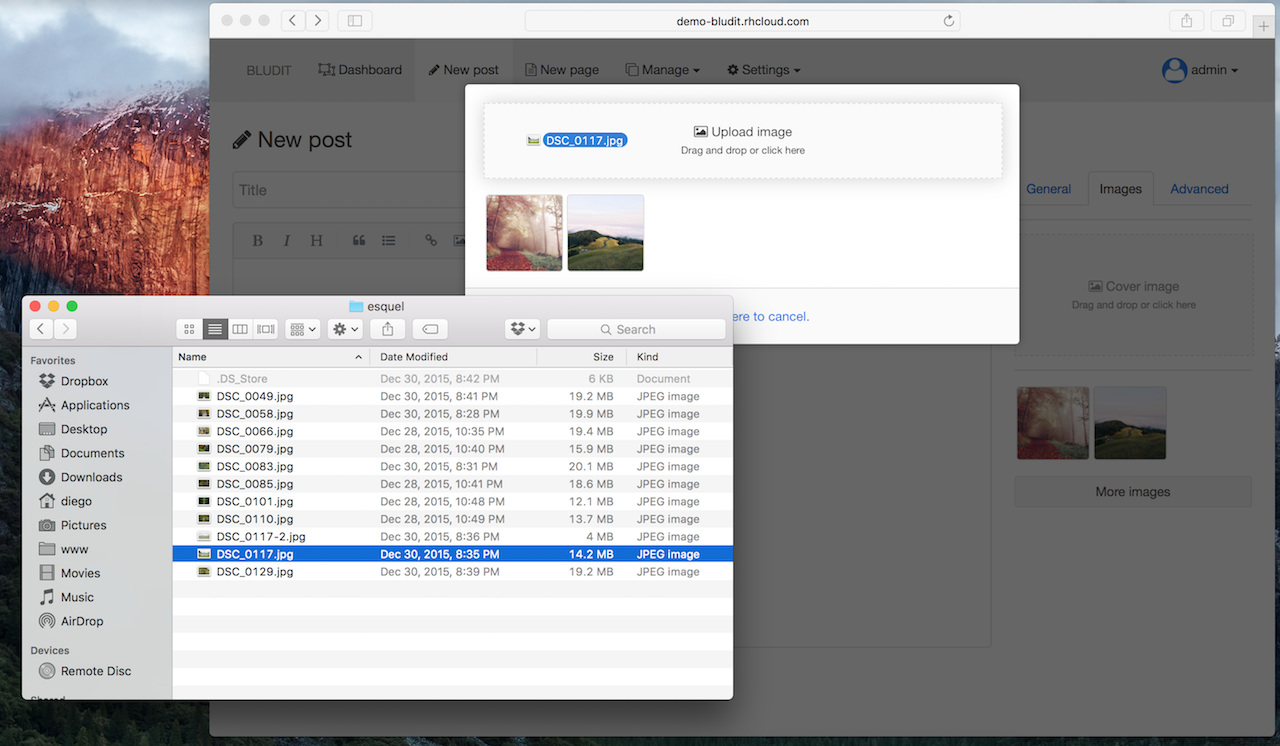 demo-bludit.rhcloud.com
BLUDIT Dashboard New post New page Manage Settings admin
New post
Title
B I H
DSC_0117.jpg
Upload image
Drag and drop or click here
ere to cancel.
General Images Advanced
Cover image
Drag and drop or click here
More images
esquel
Search
Favorites
Dropbox
Applications
Desktop
Documents
Downloads
diego
Pictures
www
Movies
Music
AirDrop
Devices
Remote Disc
Shared
Name Date Modified Size Kind
.DS_Store Dec 30, 2015, 8:42 PM 6 KB Document
DSC_0049.jpg Dec 30, 2015, 8:41 PM 19.2 MB JPEG image
DSC_0058.jpg Dec 30, 2015, 8:28 PM 19.9 MB JPEG image
DSC_0066.jpg Dec 28, 2015, 10:35 PM 19.4 MB JPEG image
DSC_0079.jpg Dec 28, 2015, 10:40 PM 15.9 MB JPEG image
DSC_0083.jpg Dec 30, 2015, 8:31 PM 20.1 MB JPEG image
DSC_0085.jpg Dec 28, 2015, 10:41 PM 18.6 MB JPEG image
DSC_0101.jpg Dec 28, 2015, 10:48 PM 12.1 MB JPEG image
DSC_0110.jpg Dec 28, 2015, 10:49 PM 13.7 MB JPEG image
DSC_0117-2.jpg Dec 30, 2015, 8:36 PM 4 MB JPEG image
DSC_0117.jpg Dec 30, 2015, 8:35 PM 14.2 MB JPEG image
DSC_0129.jpg Dec 30, 2015, 8:39 PM 19.2 MB JPEG image